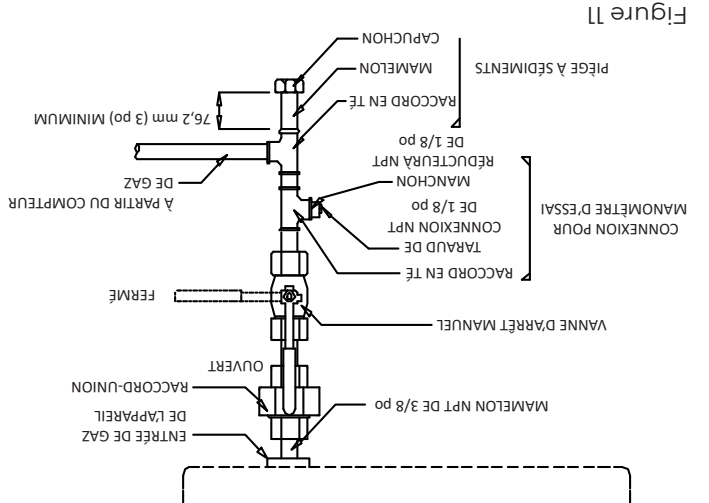 ENTRÉE DE GAZ
DE L'APPAREIL
MAMELON NPT DE 3/8 po
RACCORD-UNION
OUVERT
VANNE D'ARRÊT MANUEL
FERMÉ
CONNEXION POUR
MANOMÈTRE D'ESSAI
RACCORD EN TÉ
TARAUD DE
CONNEXION NPT
DE 1/8 po
MANCHON
RÉDUCTEURÀ NPT
DE 1/8 po
À PARTIR DU COMPTEUR
DE GAZ
PIÈGE À SÉDIMENTS
RACCORD EN TÉ
MAMELON
CAPUCHON
76,2 mm (3 po) MINIMUM
Figure 11